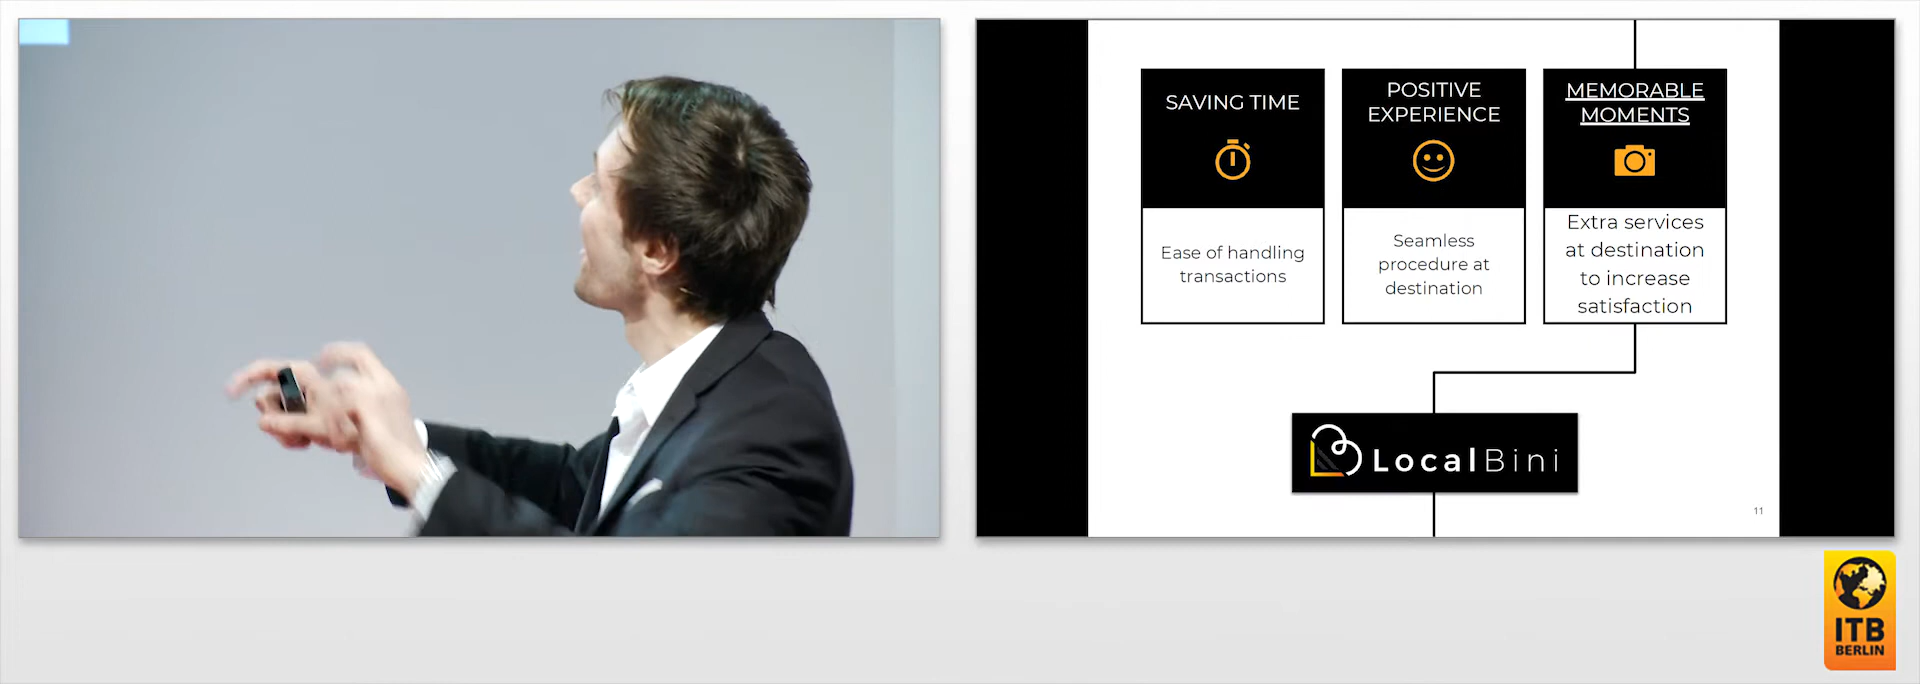 SAVING TIME
Ease of handling
transactions
POSITIVE
EXPERIENCE
Seamless
procedure at
destination
MEMORABLE
MOMENTS
Extra services
at destination
to increase
satisfaction
LocalBini
11
ITB
BERLIN